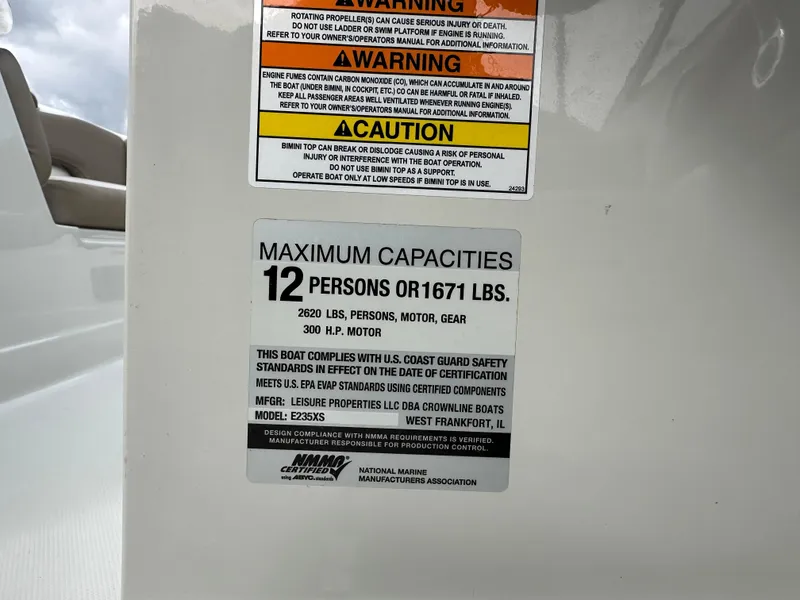 WARNING
ROTATING PROPELLER(S) CAN CAUSE SERIOUS INJURY OR DEATH.
DO NOT USE LADDER OR SWIM PLATFORM IF ENGINE IS RUNNING.
REFER TO YOUR OWNER'S/OPERATORS MANUAL FOR ADDITIONAL INFORMATION.
WARNING
ENGINE FUMES CONTAIN CARBON MONOXIDE (CO), WHICH CAN ACCUMULATE IN AND AROUND
THE BOAT (UNDER BIMINI, IN COCKPIT, ETC.) CO CAN BE HARMFUL OR FATAL IF INHALED.
KEEP ALL PASSENGER AREAS WELL VENTILATED WHENEVER RUNNING ENGINE(S).
REFER TO YOUR OWNER'S/OPERATORS MANUAL FOR ADDITIONAL INFORMATION.
CAUTION
BIMINI TOP CAN BREAK OR DISLODGE CAUSING A RISK OF PERSONAL
INJURY OR INTERFERENCE WITH THE BOAT OPERATION.
DO NOT USE BIMINI TOP AS A SUPPORT.
OPERATE BOAT ONLY AT LOW SPEEDS IF BIMINI TOP IS IN USE.
24293
MAXIMUM CAPACITIES
12 PERSONS OR 1671 LBS.
2620 LBS, PERSONS, MOTOR, GEAR
300 H.P. MOTOR
THIS BOAT COMPLIES WITH U.S. COAST GUARD SAFETY
STANDARDS IN EFFECT ON THE DATE OF CERTIFICATION
MEETS U.S. EPA EVAP STANDARDS USING CERTIFIED COMPONENTS
MFGR: LEISURE PROPERTIES LLC DBA CROWNLINE BOATS
MODEL: E235XS WEST FRANKFORT, IL
DESIGN COMPLIANCE WITH NMMA REQUIREMENTS IS VERIFIED.
MANUFACTURER RESPONSIBLE FOR PRODUCTION CONTROL.
NMMA®
CERTIFIED
using ABYC standards
NATIONAL MARINE
MANUFACTURERS ASSOCIATION